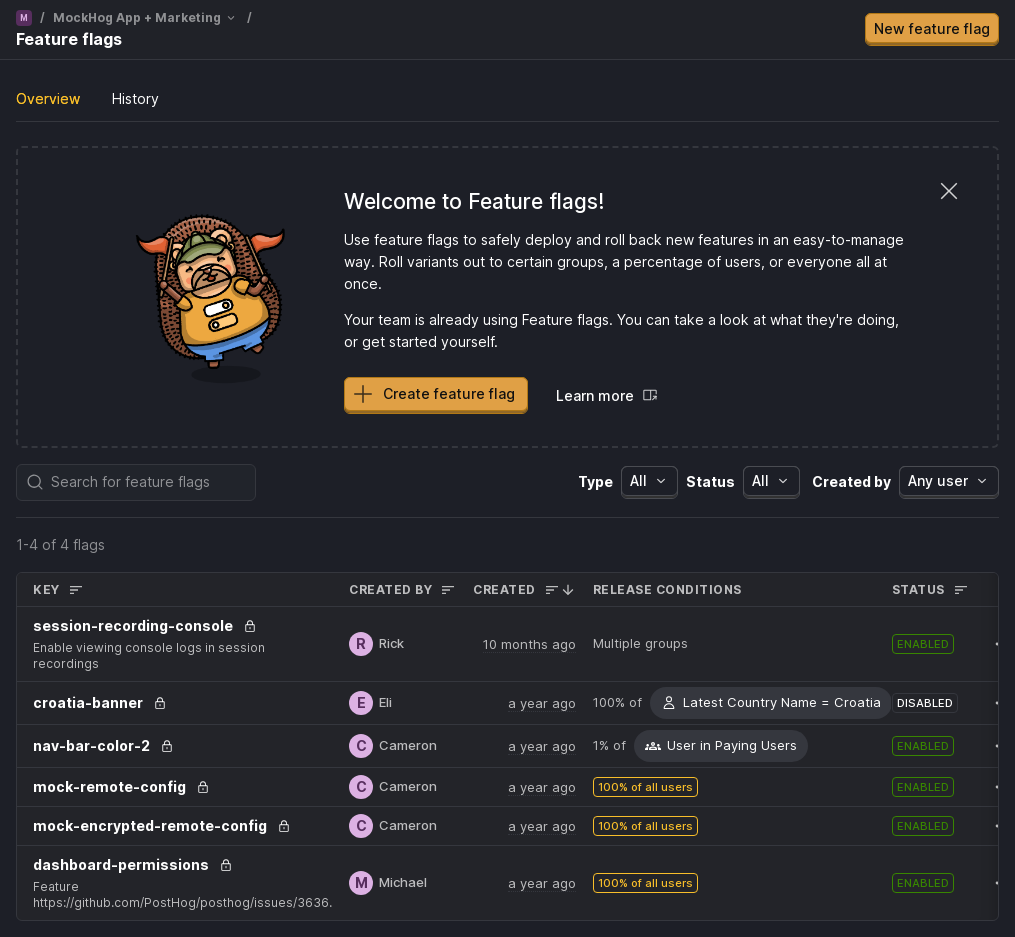 M / MockHog App + Marketing /
Feature flags
New feature flag
Overview History
Welcome to Feature flags!
Use feature flags to safely deploy and roll back new features in an easy-to-manage
way. Roll variants out to certain groups, a percentage of users, or everyone all at
once.
Your team is already using Feature flags. You can take a look at what they're doing,
or get started yourself.
Create feature flag Learn more
Search for feature flags Type All Status All Created by Any user
1-4 of 4 flags
KEY CREATED BY CREATED RELEASE CONDITIONS STATUS
session-recording-console
Enable viewing console logs in session
recordings
R Rick 10 months ago Multiple groups ENABLED
croatia-banner E Eli a year ago 100% of Latest Country Name = Croatia DISABLED
nav-bar-color-2 C Cameron a year ago 1% of User in Paying Users ENABLED
mock-remote-config C Cameron a year ago 100% of all users ENABLED
mock-encrypted-remote-config C Cameron a year ago 100% of all users ENABLED
dashboard-permissions
Feature
https://github.com/PostHog/posthog/issues/3636.
M Michael a year ago 100% of all users ENABLED